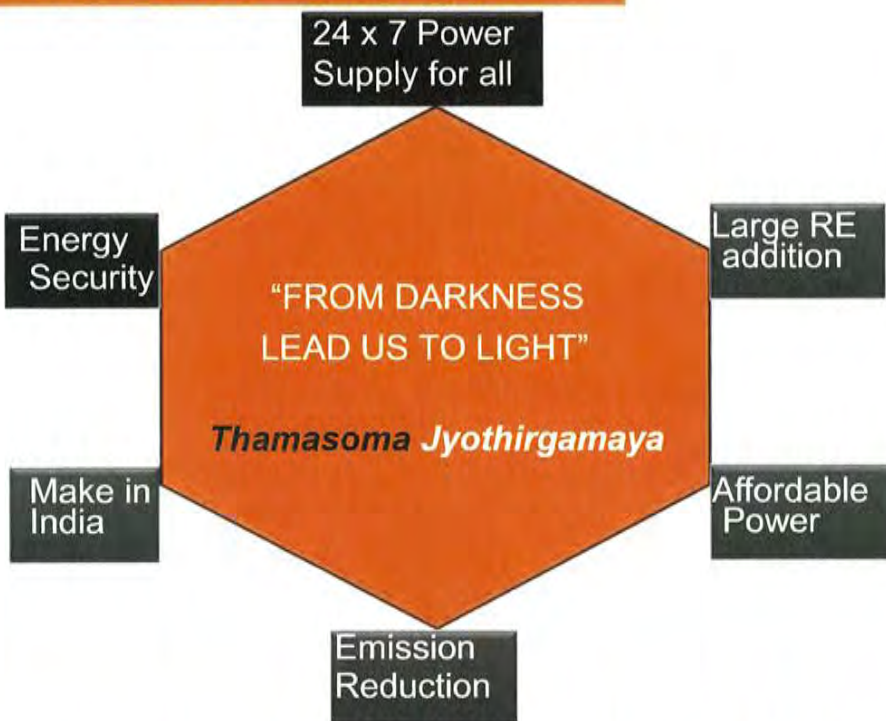 24 x 7 Power
Supply for all
Energy
Security
Large RE
addition
“FROM DARKNESS
LEAD US TO LIGHT”
Thamasoma Jyothirgamaya
Make in
India
Affordable
Power
Emission
Reduction